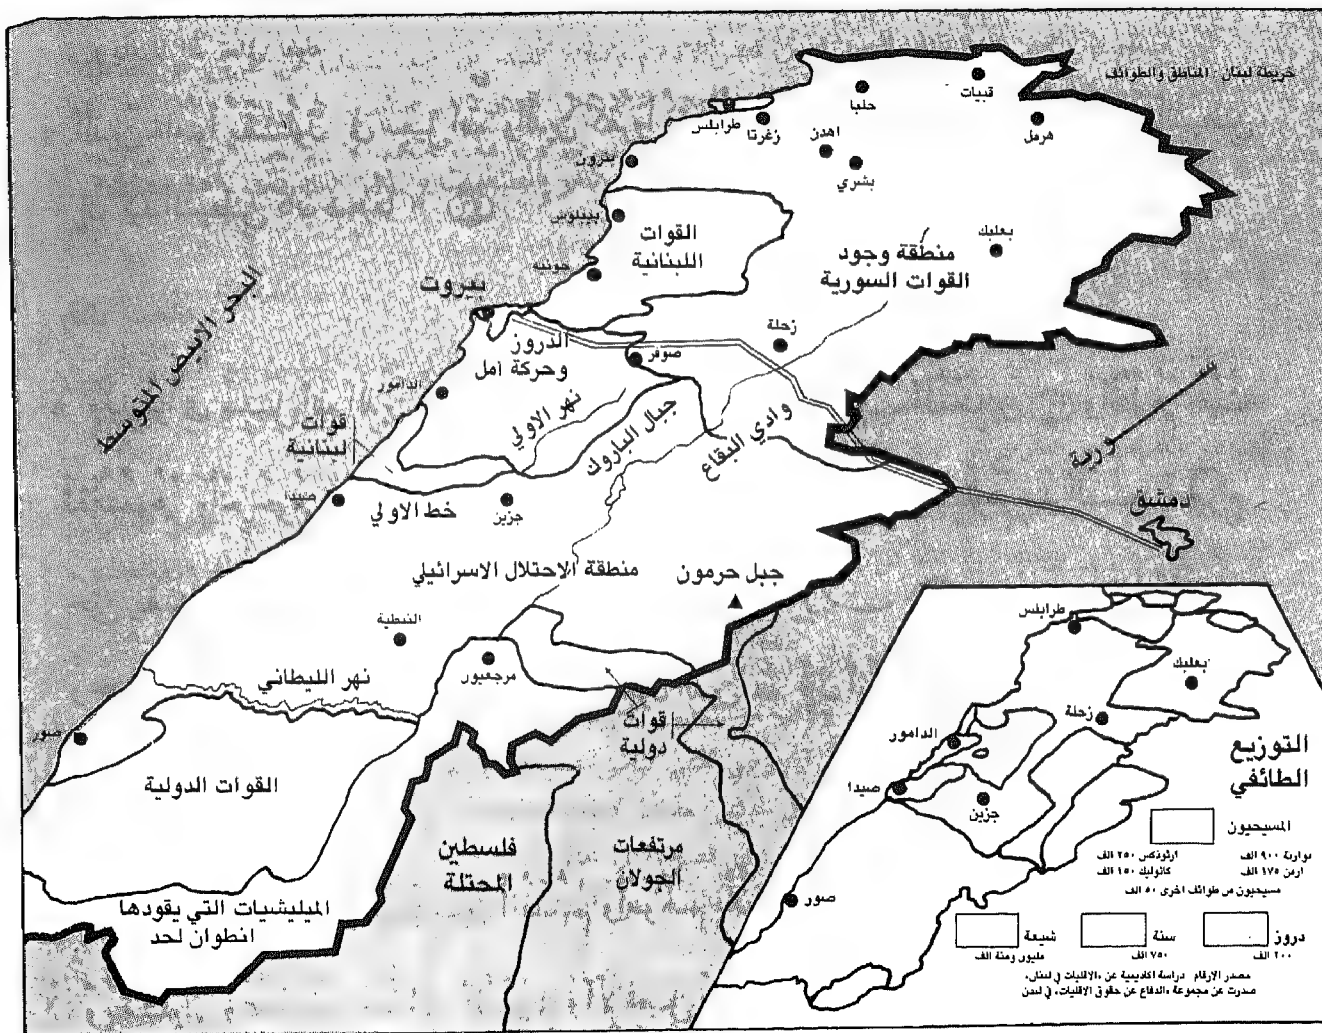 خريطة لبنان: المناطق والطوائف
قبيات
حلبا
هرمل
طرابلس
زغرتا
اهدن
بشري
بترون
بيبلوس
القوات
اللبنانية
جونيه
بعلبك
منطقة وجود
القوات السورية
البحر الابيض المتوسط
بيروت
زحلة
صوفر
الدروز
وحركة امل
الدامور
نهر الاولي
جبال الباروك
وادي البقاع
سورية
قوات
لبنانية
دمشق
صيدا
خط الاولي
جزين
منطقة الاحتلال الاسرائيلي
جبل حرمون
النبطية
مرجعيون
نهر الليطاني
قوات
دولية
صور
القوات الدولية
فلسطين
المحتلة
مرتفعات
الجولان
الميليشيات التي يقودها
انطوان لحد
طرابلس
بعلبك
زحلة
الدامور
صيدا
جزين
صور
التوزيع
الطائفي
المسيحيون
موارنة ٩٠٠ الف
ارثوذكس ٢٥٠ الف
ارمن ١٧٥ الف
كاثوليك ١٥٠ الف
مسيحيون من طوائف اخرى ٥٠ الف
دروز
٢٠٠ الف
سنة
٧٥٠ الف
شيعة
مليون ومئة الف
مصدر الارقام دراسة اكاديمية عن «الاقليات في لبنان»
صدرت عن مجموعة «الدفاع عن حقوق الاقليات» في لندن